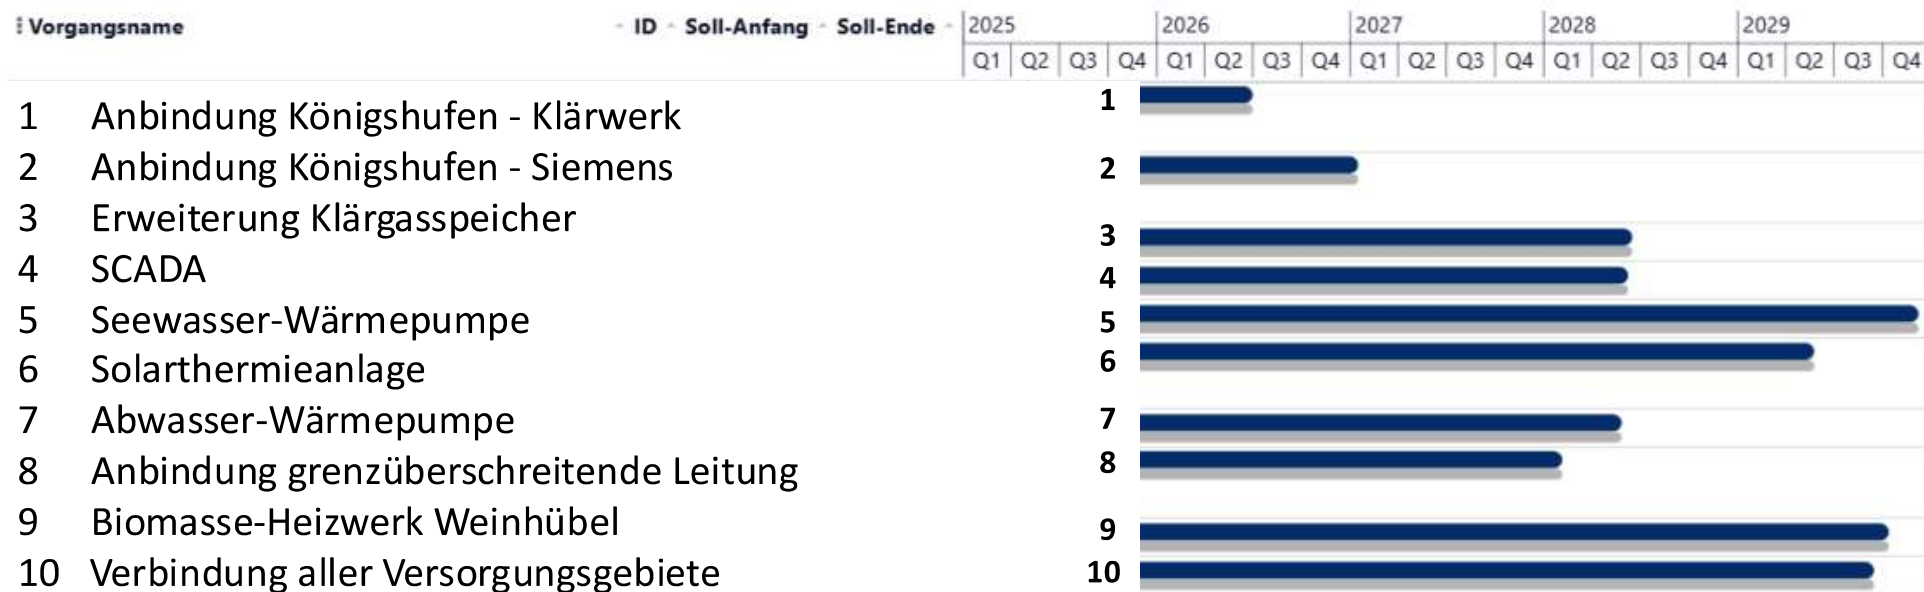 Vorgangsname ID Soll-Anfang Soll-Ende 2025 2026 2027 2028 2029
Q1 Q2 Q3 Q4 Q1 Q2 Q3 Q4 Q1 Q2 Q3 Q4 Q1 Q2 Q3 Q4 Q1 Q2 Q3 Q4
1 Anbindung Königshufen - Klärwerk 1
2 Anbindung Königshufen - Siemens 2
3 Erweiterung Klärgasspeicher 3
4 SCADA 4
5 Seewasser-Wärmepumpe 5
6 Solarthermieanlage 6
7 Abwasser-Wärmepumpe 7
8 Anbindung grenzüberschreitende Leitung 8
9 Biomasse-Heizwerk Weinhübel 9
10 Verbindung aller Versorgungsgebiete 10